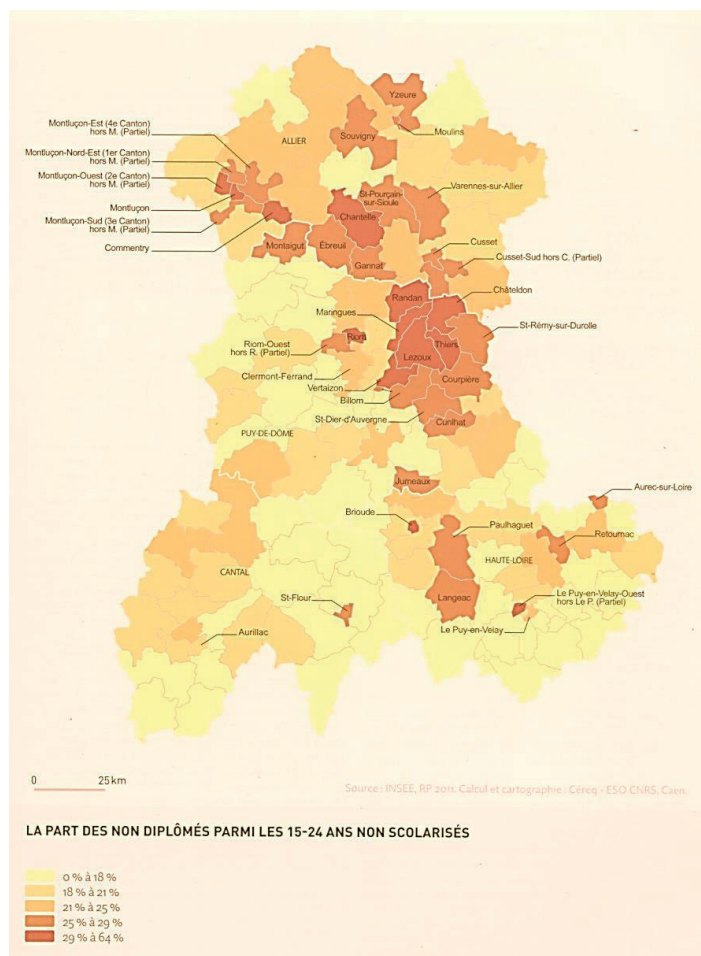 Yzeure
Montluçon-Est (4e Canton)
hors M. (Partiel)
Moulins
Souvigny
ALLIER
Montluçon-Nord-Est (1er Canton)
hors M. (Partiel)
Montluçon-Ouest (2e Canton)
hors M. (Partiel)
Varennes-sur-Allier
St-Pourçain-
sur-Sioule
Montluçon
Chantelle
Montluçon-Sud (3e Canton)
hors M. (Partiel)
Commentry
Montaigut
Ébreuil
Cusset
Cusset-Sud hors C. (Partiel)
Gannat
Châteldon
Randan
Maringues
St-Rémy-sur-Durolle
Riom
Riom-Ouest
hors R. (Partiel)
Thiers
Lezoux
Clermont-Ferrand
Courpière
Vertaizon
Billom
St-Dier-d'Auvergne
Cunlhat
PUY-DE-DÔME
Jumeaux
Aurec-sur-Loire
Brioude
Paulhaguet
Retournac
HAUTE-LOIRE
CANTAL
St-Flour
Langeac
Le Puy-en-Velay-Ouest
hors Le P. (Partiel)
Aurillac
Le Puy-en-Velay
0 25 km
Source : INSEE, RP 2011. Calcul et cartographie : Céreq - ESO CNRS, Caen.
LA PART DES NON DIPLÔMÉS PARMI LES 15-24 ANS NON SCOLARISÉS
0 % à 18 %
18 % à 21 %
21 % à 25 %
25 % à 29 %
29 % à 64 %